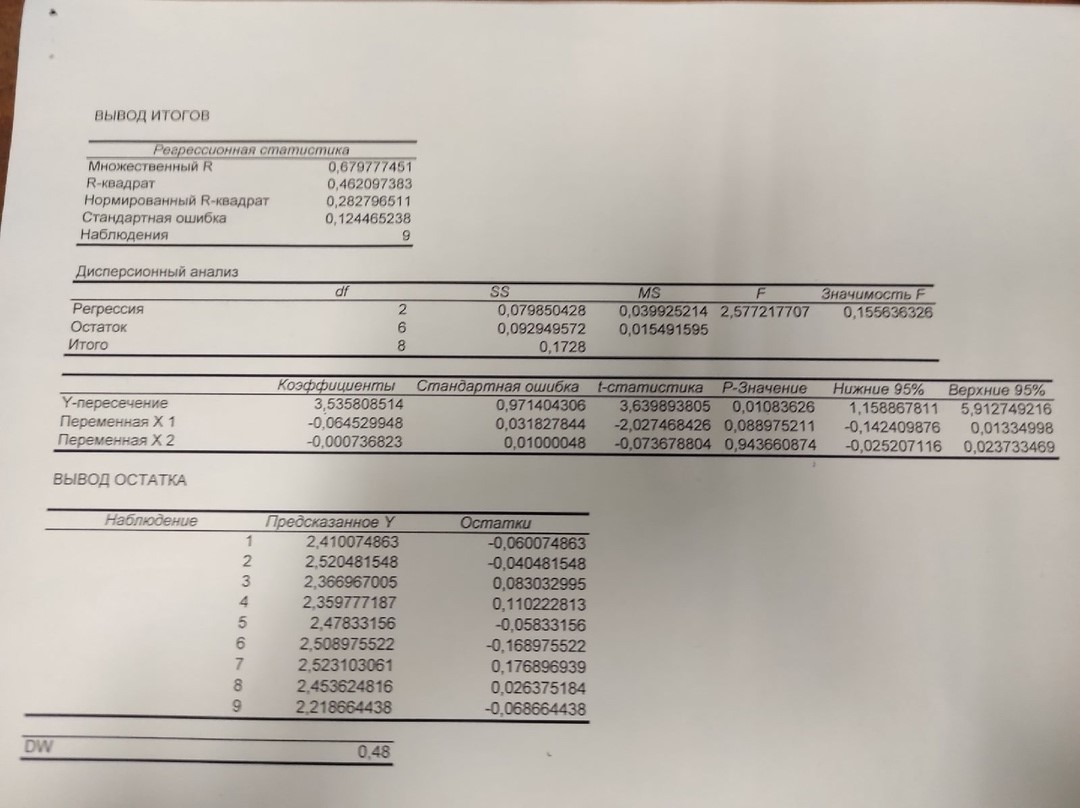 ВЫВОД ИТОГОВ
Регрессионная статистика
Множественный R 0,679777451
R-квадрат 0,462097383
Нормированный R-квадрат 0,282796511
Стандартная ошибка 0,124465238
Наблюдения 9
Дисперсионный анализ
df SS MS F Значимость F
Регрессия 2 0,079850428 0,039925214 2,577217707 0,155636326
Остаток 6 0,092949572 0,015491595
Итого 8 0,1728
Коэффициенты Стандартная ошибка t-статистика P-Значение Нижние 95% Верхние 95%
Y-пересечение 3,535808514 0,971404306 3,639893805 0,01083626 1,158867811 5,912749216
Переменная X 1 -0,064529948 0,031827844 -2,027468426 0,088975211 -0,142409876 0,01334998
Переменная X 2 -0,000736823 0,01000048 -0,073678804 0,943660874 -0,025207116 0,023733469
ВЫВОД ОСТАТКА
Наблюдение Предсказанное Y Остатки
1 2,410074863 -0,060074863
2 2,520481548 -0,040481548
3 2,366967005 0,083032995
4 2,359777187 0,110222813
5 2,47833156 -0,05833156
6 2,508975522 -0,168975522
7 2,523103061 0,176896939
8 2,453624816 0,026375184
9 2,218664438 -0,068664438
DW 0,48